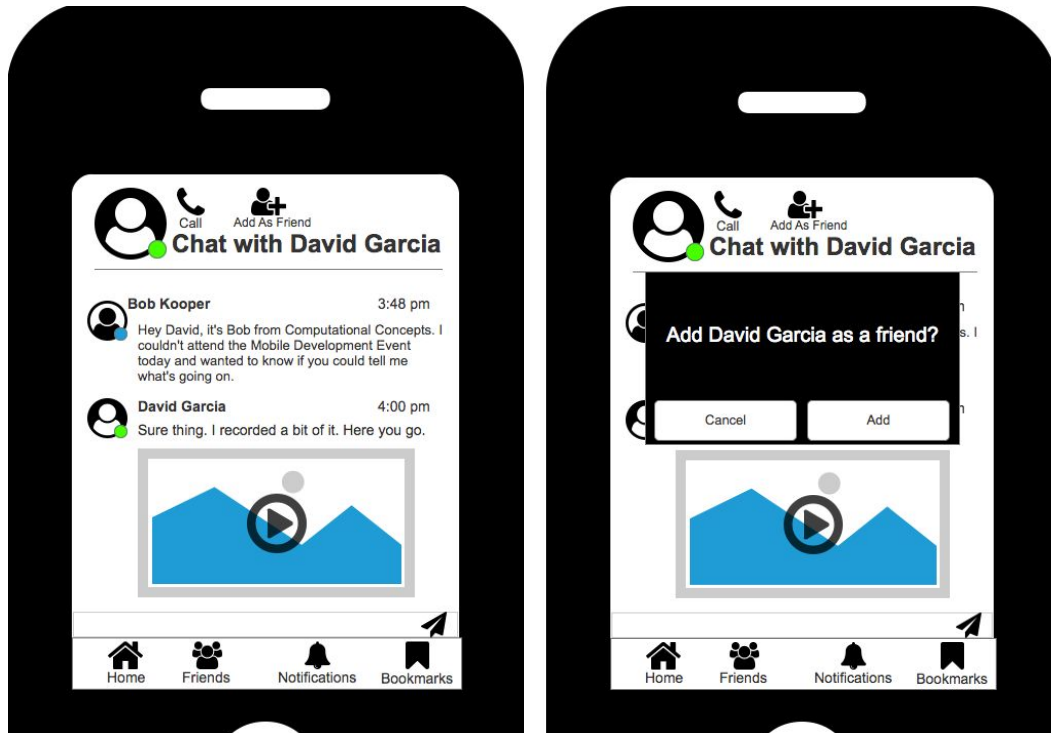 Call Add As Friend
Chat with David Garcia
Bob Kooper 3:48 pm
Hey David, it's Bob from Computational Concepts. I
couldn't attend the Mobile Development Event
today and wanted to know if you could tell me
what's going on.
David Garcia 4:00 pm
Sure thing. I recorded a bit of it. Here you go.
Home Friends Notifications Bookmarks
Call Add As Friend
Chat with David Garcia
s. I
Add David Garcia as a friend?
Cancel Add
Home Friends Notifications Bookmarks